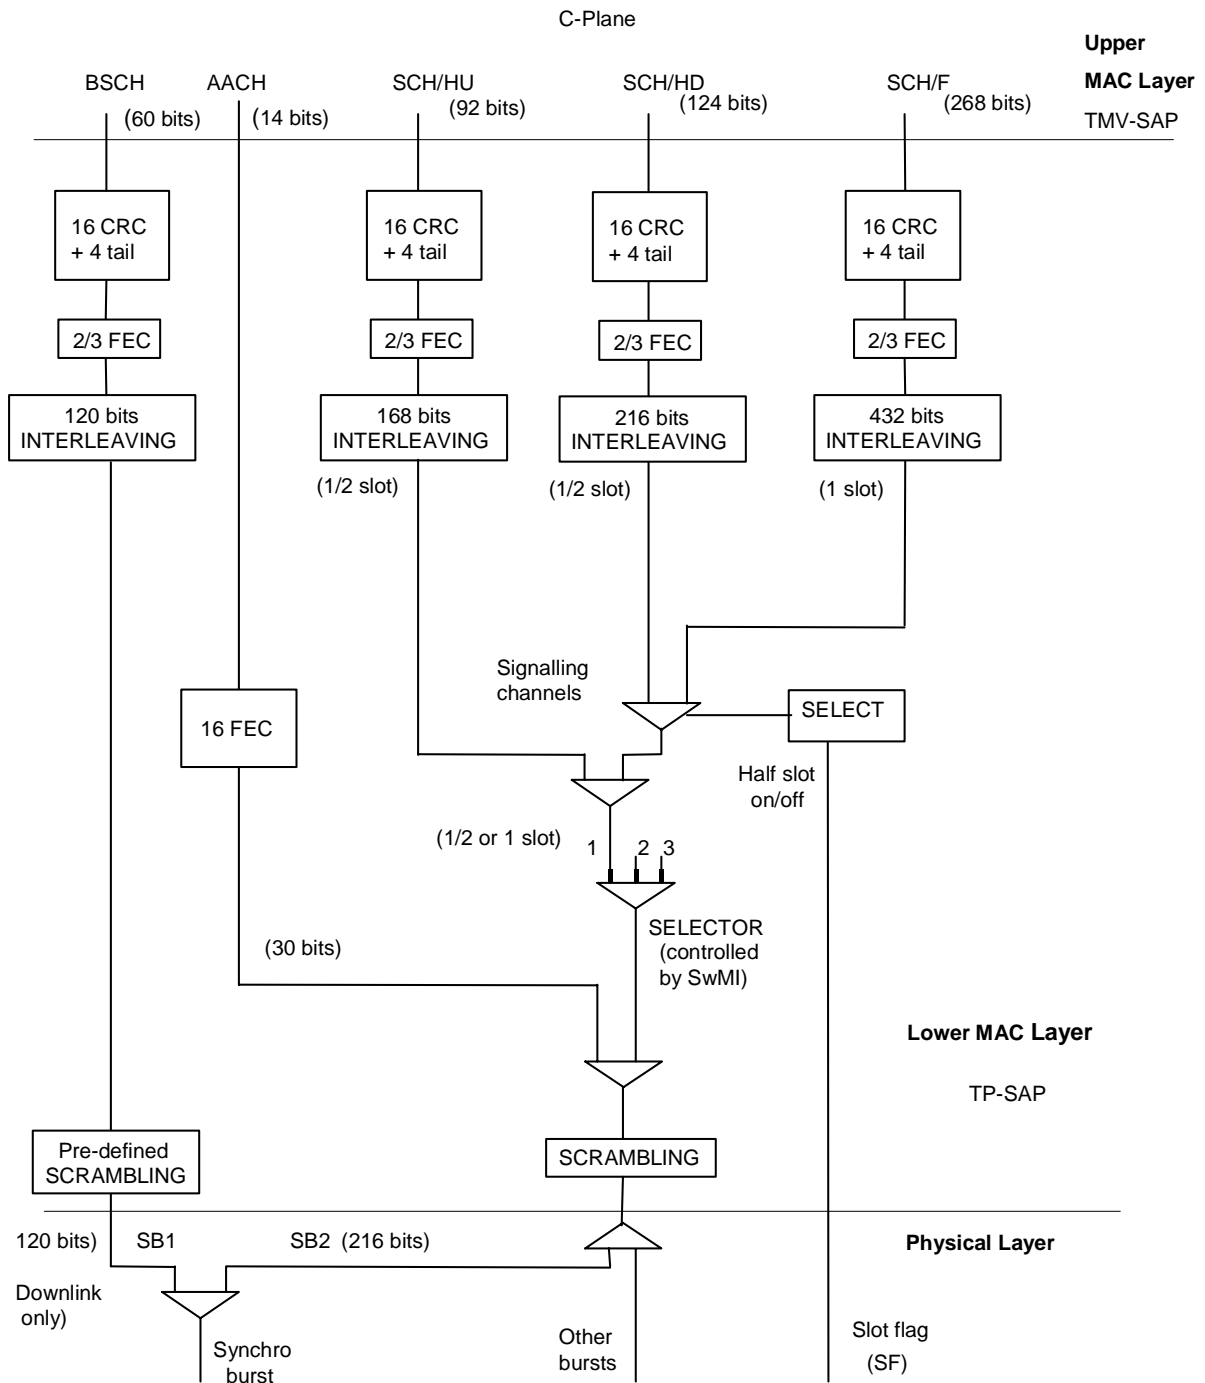 C-Plane
Upper
MAC Layer
TMV-SAP
BSCH
(60 bits)
AACH
(14 bits)
SCH/HU
(92 bits)
SCH/HD
(124 bits)
SCH/F
(268 bits)
16 CRC
+ 4 tail
16 CRC
+ 4 tail
16 CRC
+ 4 tail
16 CRC
+ 4 tail
2/3 FEC
2/3 FEC
2/3 FEC
2/3 FEC
120 bits
INTERLEAVING
168 bits
INTERLEAVING
216 bits
INTERLEAVING
432 bits
INTERLEAVING
(1/2 slot)
(1/2 slot)
(1 slot)
Signalling
channels
16 FEC
SELECT
Half slot
on/off
(1/2 or 1 slot)
1
2
3
SELECTOR
(controlled
by SwMI)
(30 bits)
Lower MAC Layer
TP-SAP
Pre-defined
SCRAMBLING
SCRAMBLING
120 bits)
SB1
SB2 (216 bits)
Physical Layer
Downlink
only)
Synchro
burst
Other
bursts
Slot flag
(SF)